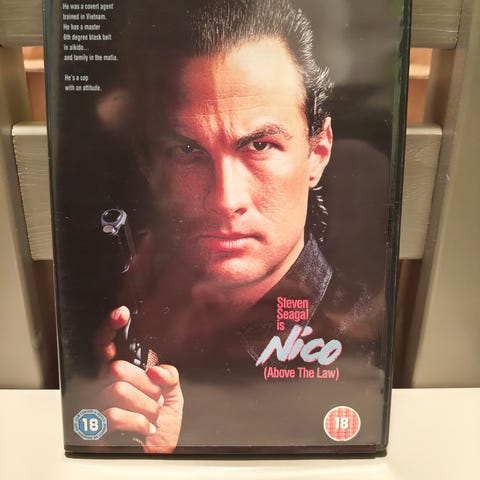 He was a covert agent
trained in Vietnam.
He has a master
6th degree black belt
in aikido...
and family in the mafia.
He's a cop
with an attitude.
Steven
Seagal
is
Nico
(Above The Law)
18
18